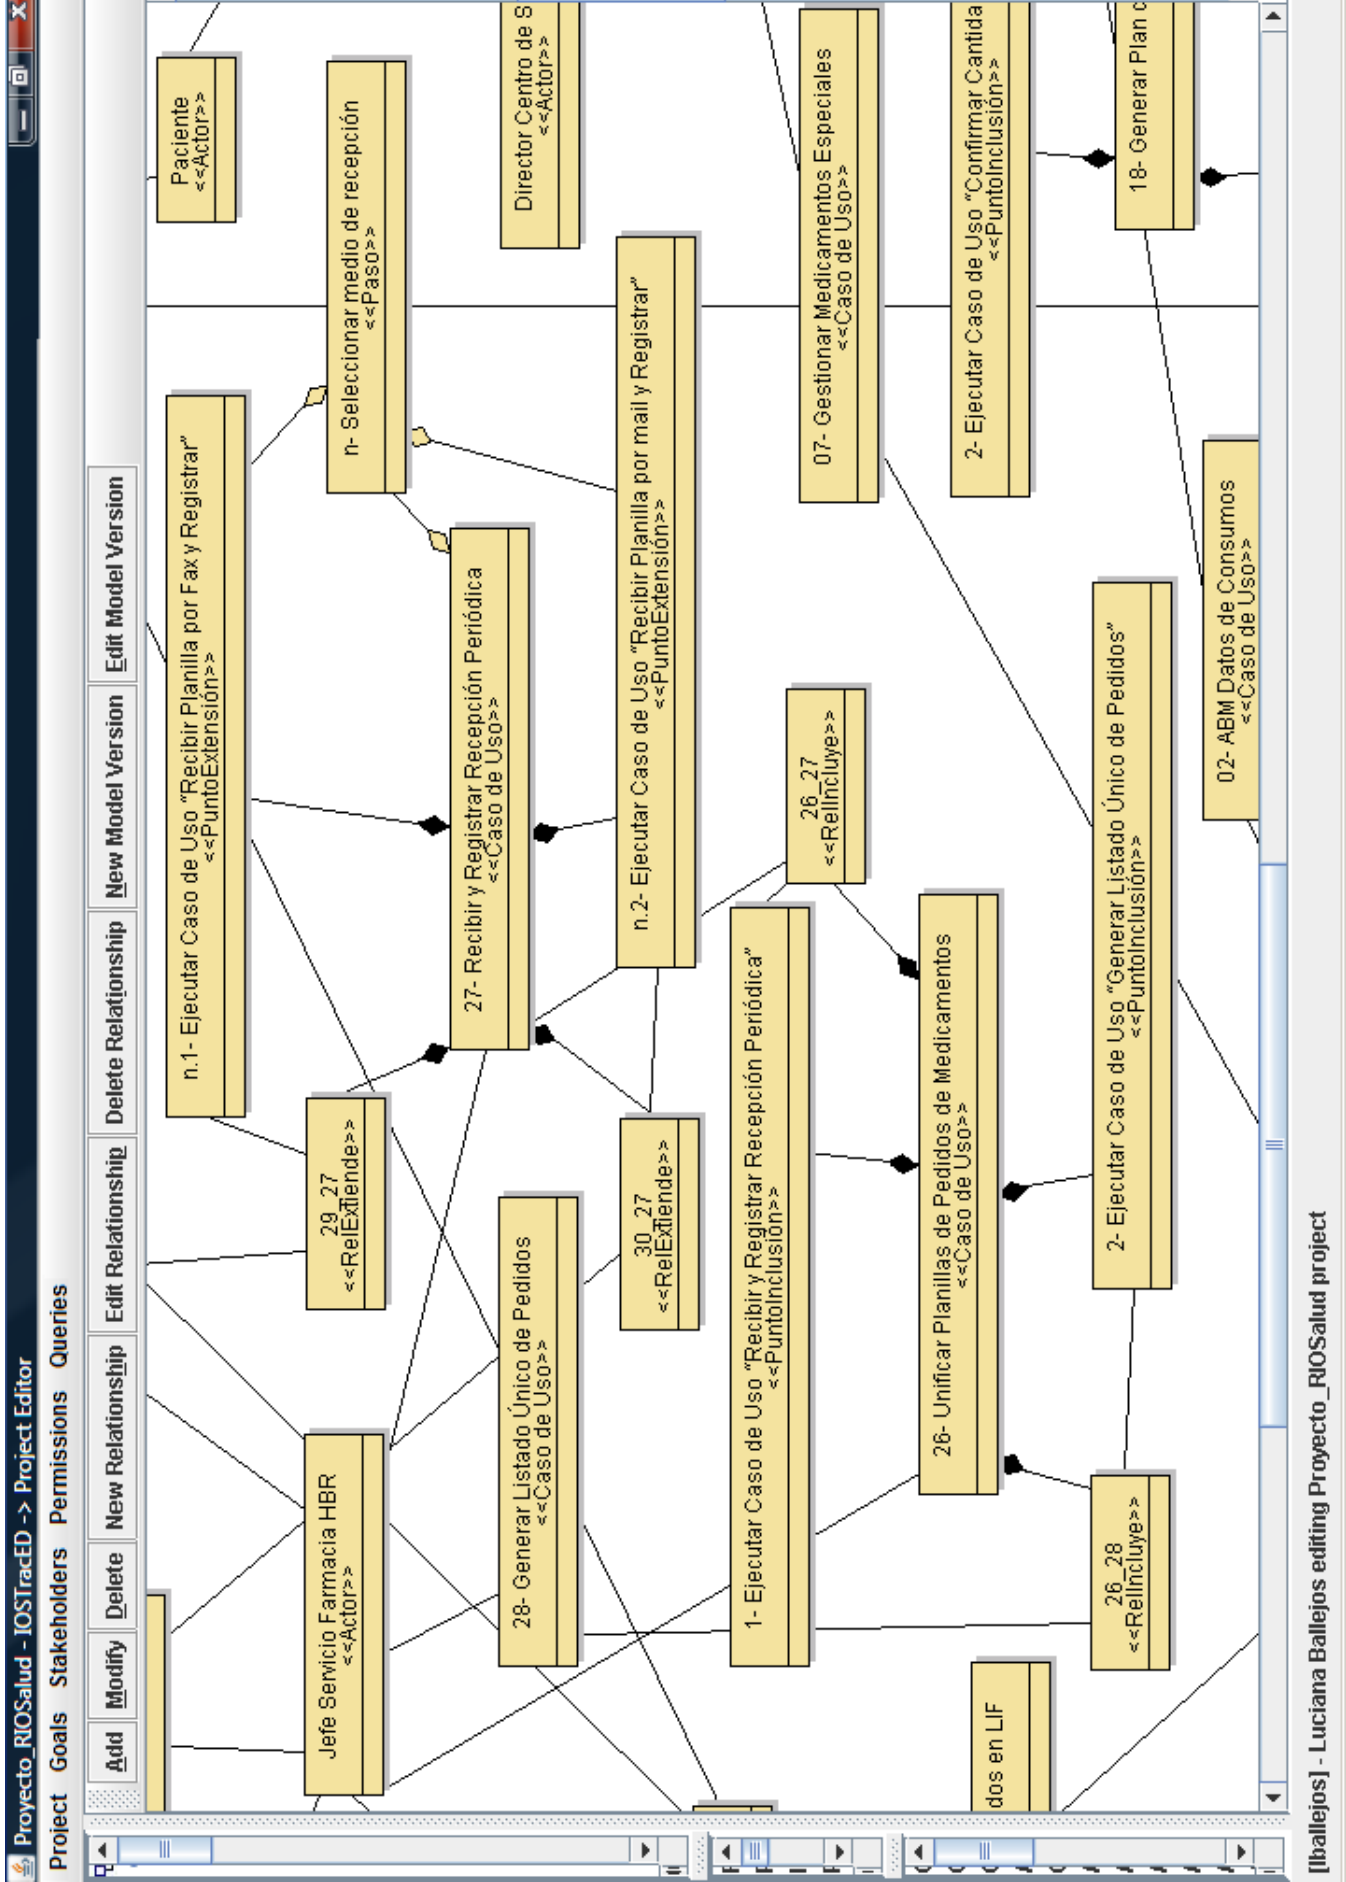 Proyecto_RIOSalud - IOSTracED -> Project Editor
Project Goals Stakeholders Permissions Queries
Add Modify Delete New Relationship Edit Relationship Delete Relationship New Model Version Edit Model Version
Paciente
<<Actor>>
n.1- Ejecutar Caso de Uso "Recibir Planilla por Fax y Registrar"
<<PuntoExtensión>>
n- Seleccionar medio de recepción
<<Paso>>
29_27
<<RelExtiende>>
Jefe Servicio Farmacia HBR
<<Actor>>
27- Recibir y Registrar Recepción Periódica
<<Caso de Uso>>
Director Centro de S
<<Actor>>
28- Generar Listado Único de Pedidos
<<Caso de Uso>>
n.2- Ejecutar Caso de Uso "Recibir Planilla por mail y Registrar"
<<PuntoExtensión>>
30_27
<<RelExtiende>>
1- Ejecutar Caso de Uso "Recibir y Registrar Recepción Periódica"
<<PuntoInclusión>>
26_27
<<RelIncluye>>
07- Gestionar Medicamentos Especiales
<<Caso de Uso>>
26- Unificar Planillas de Pedidos de Medicamentos
<<Caso de Uso>>
2- Ejecutar Caso de Uso "Confirmar Cantida
<<PuntoInclusión>>
dos en LIF
26_28
<<RelIncluye>>
2- Ejecutar Caso de Uso "Generar Listado Único de Pedidos"
<<PuntoInclusión>>
18- Generar Plan
02- ABM Datos de Consumos
<<Caso de Uso>>
[lballejos] - Luciana Ballejos editing Proyecto_RIOSalud project